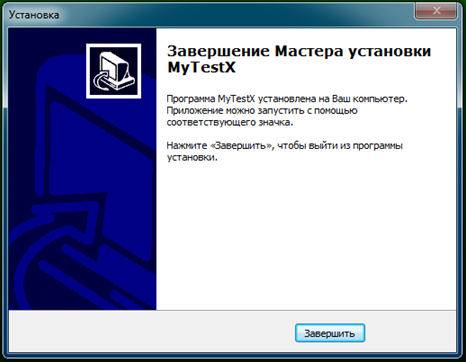 Установка
Завершение Мастера установки
MyTestX
Программа MyTestX установлена на Ваш компьютер.
Приложение можно запустить с помощью
соответствующего значка.
Нажмите «Завершить», чтобы выйти из программы
установки.
Завершить